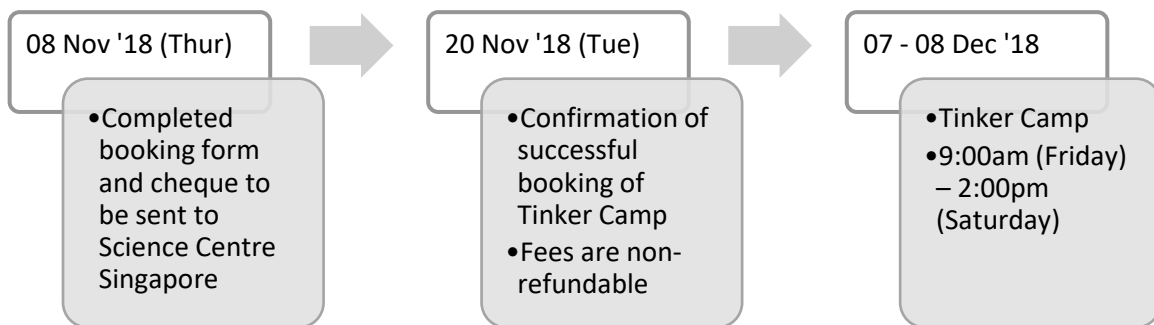 08 Nov '18 (Thur)
•Completed
booking form
and cheque to
be sent to
Science Centre
Singapore
20 Nov '18 (Tue)
•Confirmation of
successful
booking of
Tinker Camp
•Fees are non-
refundable
07 - 08 Dec '18
•Tinker Camp
•9:00am (Friday)
– 2:00pm
(Saturday)